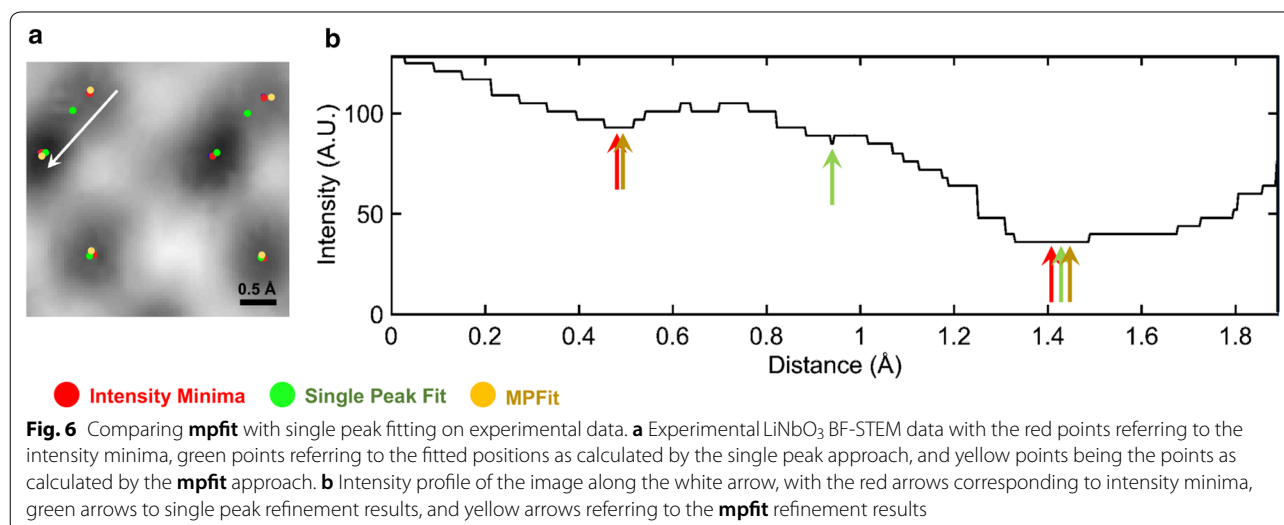 a
b
0.5 Å
Intensity (A.U.)
100
50
0
0 0.2 0.4 0.6 0.8 1 1.2 1.4 1.6 1.8
Distance (Å)
Intensity Minima Single Peak Fit MPFit
Fig. 6 Comparing mpfit with single peak fitting on experimental data. a Experimental LiNbO₃ BF-STEM data with the red points referring to the
intensity minima, green points referring to the fitted positions as calculated by the single peak approach, and yellow points being the points as
calculated by the mpfit approach. b Intensity profile of the image along the white arrow, with the red arrows corresponding to intensity minima,
green arrows to single peak refinement results, and yellow arrows referring to the mpfit refinement results